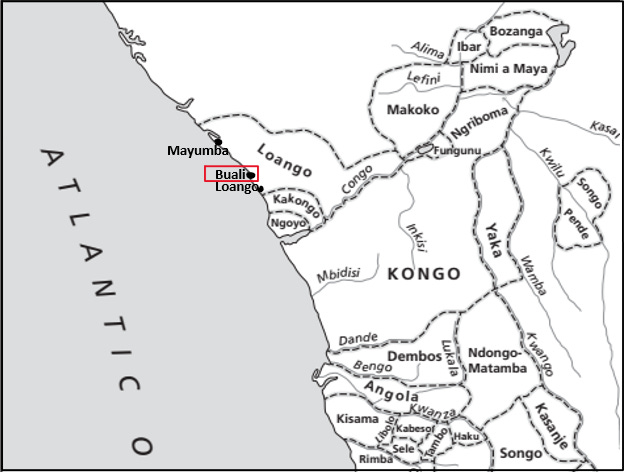 Bozanga
Ibar
Alima
Nimi a Maya
Lefini
Makoko
Ngriboma
Kasai
Fungunu
Mayumba
Loango
Congo
Kwilu
Songo
Buali
Loango
Kakongo
Pende
Ngoyo
Inkisi
Yaka
Wamba
Mbidisi
KONGO
ATLANTIC O
Dande
Lukala
Kwango
Bengo
Dembos
Ndongo-
Matamba
Angola
Kwanza
Kisama
Libolo
Kabeso
Tambo
Haku
Kasanje
Sele
Songo
Rimba